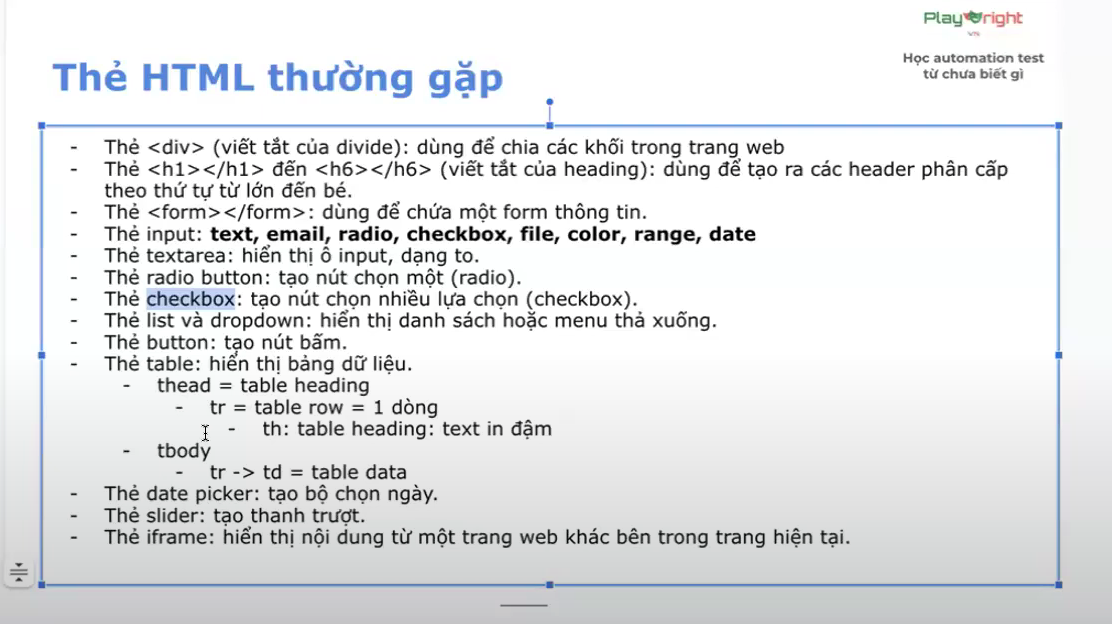 Playwright
VN
Học automation test
từ chưa biết gì
Thẻ HTML thường gặp
- Thẻ <div> (viết tắt của divide): dùng để chia các khối trong trang web
- Thẻ <h1></h1> đến <h6></h6> (viết tắt của heading): dùng để tạo ra các header phân cấp
theo thứ tự từ lớn đến bé.
- Thẻ <form></form>: dùng để chứa một form thông tin.
- Thẻ input: text, email, radio, checkbox, file, color, range, date
- Thẻ textarea: hiển thị ô input, dạng to.
- Thẻ radio button: tạo nút chọn một (radio).
- Thẻ checkbox: tạo nút chọn nhiều lựa chọn (checkbox).
- Thẻ list và dropdown: hiển thị danh sách hoặc menu thả xuống.
- Thẻ button: tạo nút bấm.
- Thẻ table: hiển thị bảng dữ liệu.
- thead = table heading
- tr = table row = 1 dòng
- th: table heading: text in đậm
- tbody
- tr -> td = table data
- Thẻ date picker: tạo bộ chọn ngày.
- Thẻ slider: tạo thanh trượt.
- Thẻ iframe: hiển thị nội dung từ một trang web khác bên trong trang hiện tại.